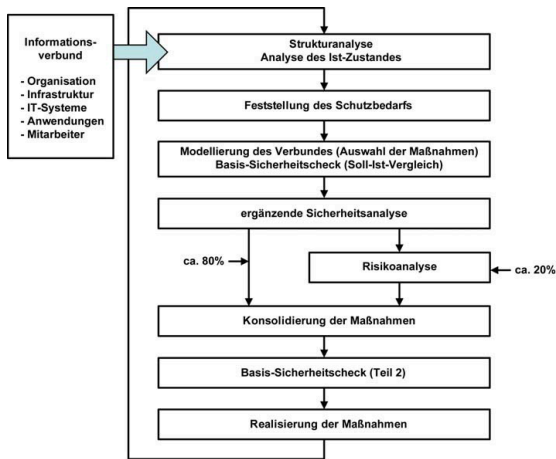 Informations-
verbund
- Organisation
- Infrastruktur
- IT-Systeme
- Anwendungen
- Mitarbeiter
Strukturanalyse
Analyse des Ist-Zustandes
Feststellung des Schutzbedarfs
Modellierung des Verbundes (Auswahl der Maßnahmen)
Basis-Sicherheitscheck (Soll-Ist-Vergleich)
ergänzende Sicherheitsanalyse
ca. 80%
Risikoanalyse
ca. 20%
Konsolidierung der Maßnahmen
Basis-Sicherheitscheck (Teil 2)
Realisierung der Maßnahmen